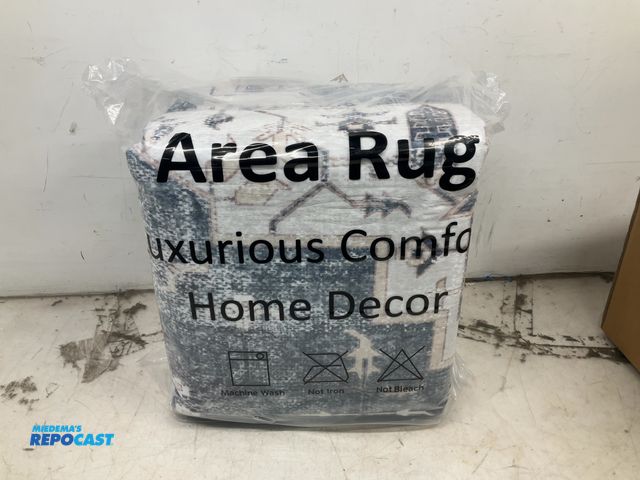 Area Rug
uxurious Comfo
Home Decor
Machine Wash Not Iron Not Bleach
MIEDEMA'S
REPOCAST